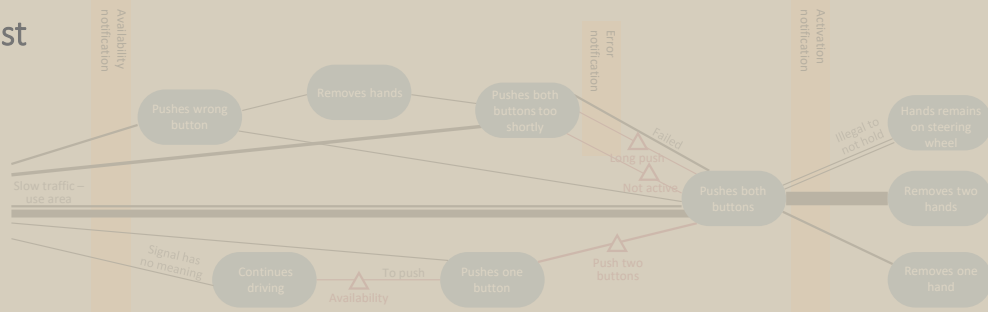 st
Availability
notification
Error
notification
Activation
notification
Pushes wrong
button
Removes hands
Pushes both
buttons too
shortly
Failed
Long push
Not active
Hands remains
on steering
wheel
Illegal to
not hold
Slow traffic –
use area
Pushes both
buttons
Removes two
hands
Signal has
no meaning
Continues
driving
To push
Availability
Pushes one
button
Push two
buttons
Removes one
hand